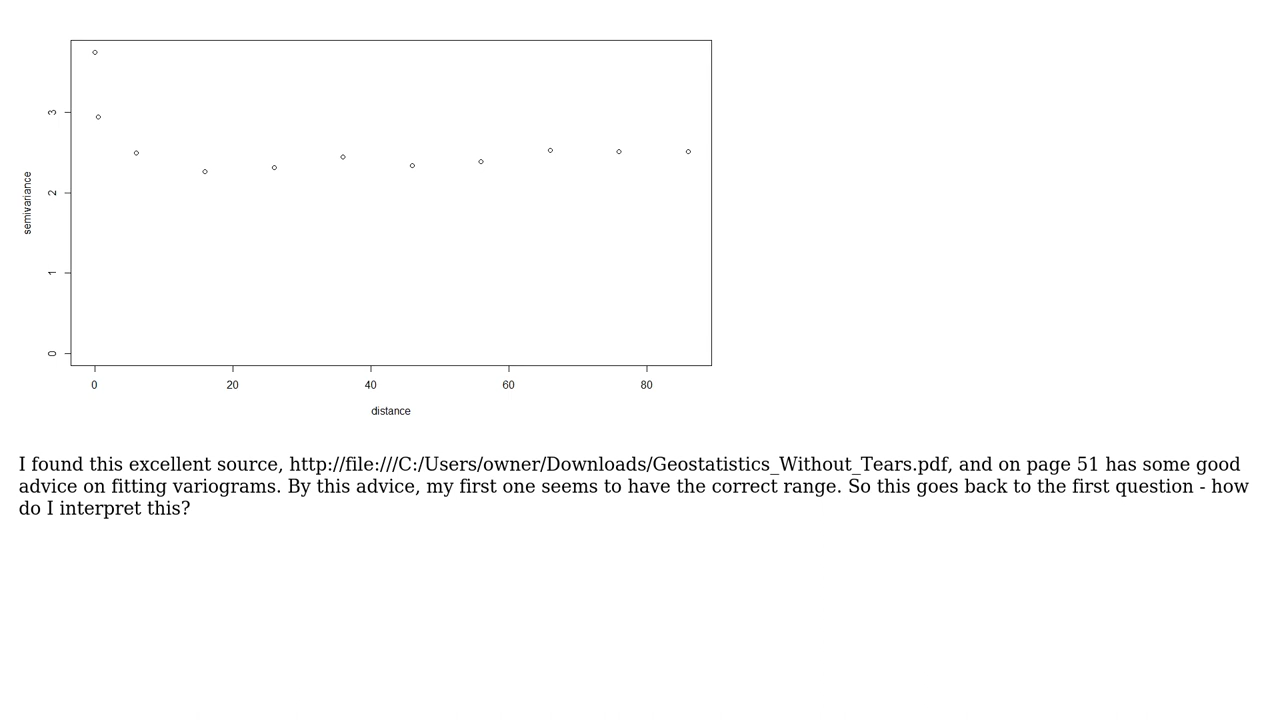 3
2
1
0
semivariance
0 20 40 60 80
distance
I found this excellent source, http://file:///C:/Users/owner/Downloads/Geostatistics_Without_Tears.pdf, and on page 51 has some good
advice on fitting variograms. By this advice, my first one seems to have the correct range. So this goes back to the first question - how
do I interpret this?